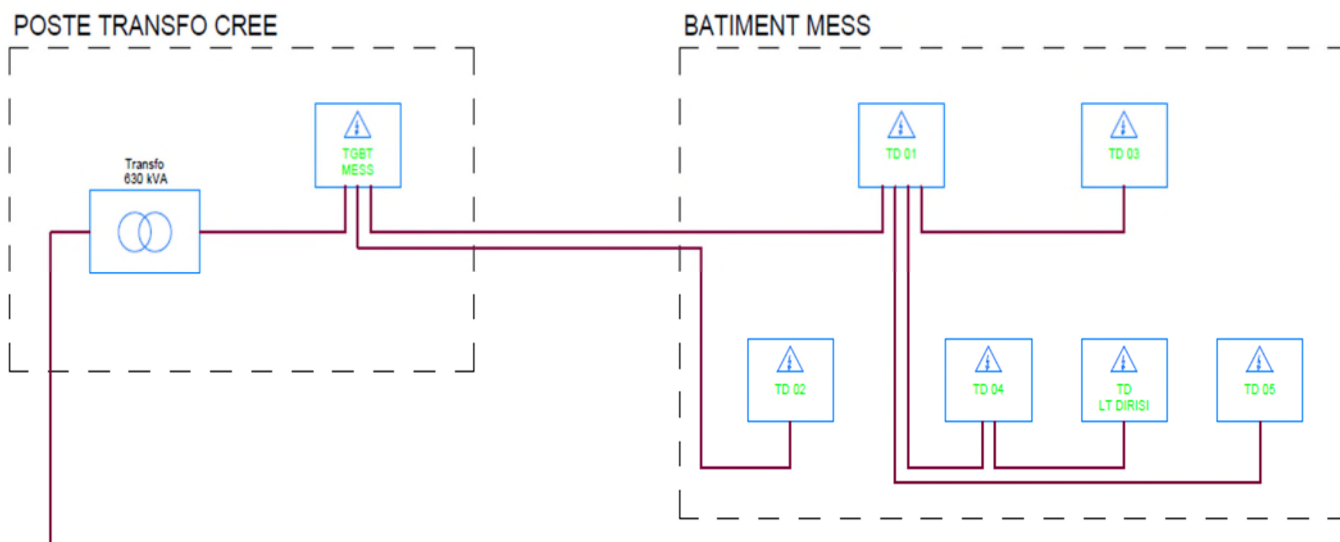 POSTE TRANSFO CREE
BATIMENT MESS
Transfo
630 kVA
TGBT
MESS
TD 01
TD 03
TD 02
TD 04
TD
LT DIRISI
TD 05